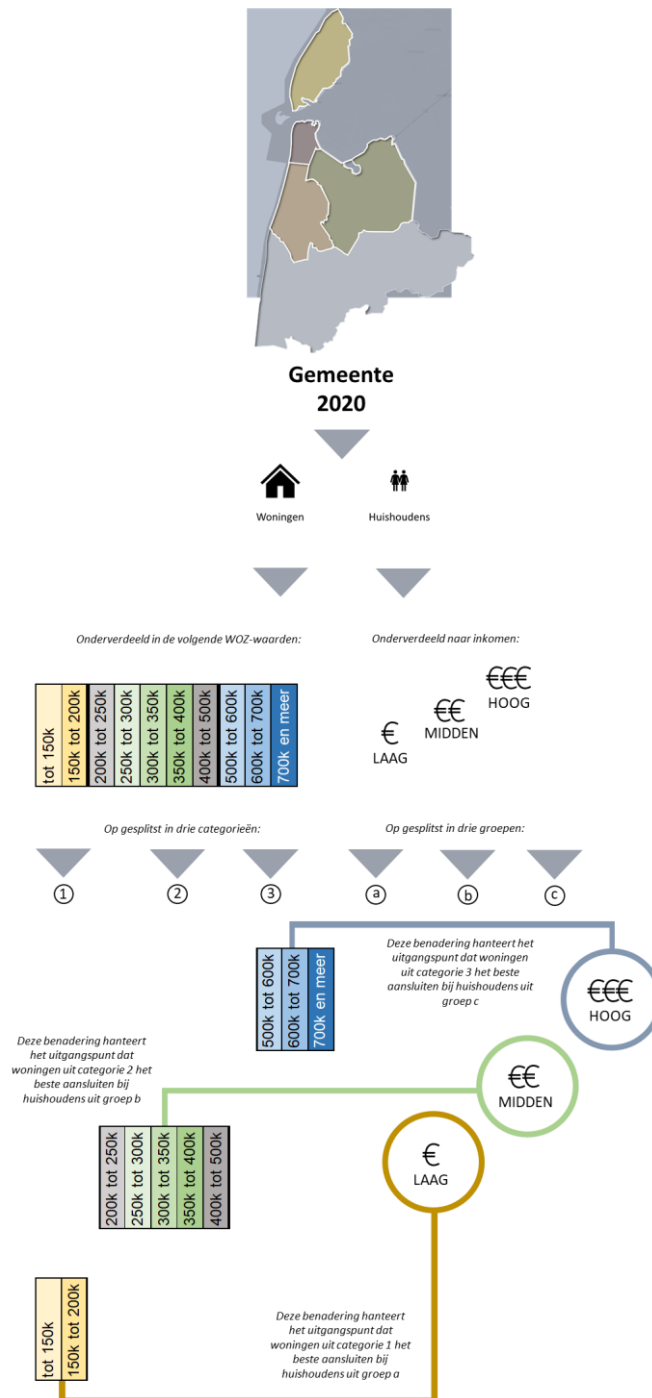 Gemeente
2020
Woningen
Huishoudens
Onderverdeeld in de volgende WOZ-waarden:
Onderverdeeld naar inkomen:
tot 150k
150k tot 200k
200k tot 250k
250k tot 300k
300k tot 350k
350k tot 400k
400k tot 500k
500k tot 600k
600k tot 700k
700k en meer
€
LAAG
€€
MIDDEN
€€€
HOOG
Op gesplitst in drie categorieën:
Op gesplitst in drie groepen:
1
2
3
a
b
c
500k tot 600k
600k tot 700k
700k en meer
Deze benadering hanteert het
uitgangspunt dat woningen
uit categorie 3 het beste
aansluiten bij huishoudens uit
groep c
€€€
HOOG
Deze benadering hanteert
het uitgangspunt dat
woningen uit categorie 2 het
beste aansluiten bij
huishoudens uit groep b
€€
MIDDEN
200k tot 250k
250k tot 300k
300k tot 350k
350k tot 400k
400k tot 500k
€
LAAG
tot 150k
150k tot 200k
Deze benadering hanteert
het uitgangspunt dat
woningen uit categorie 1 het
beste aansluiten bij
huishoudens uit groep a